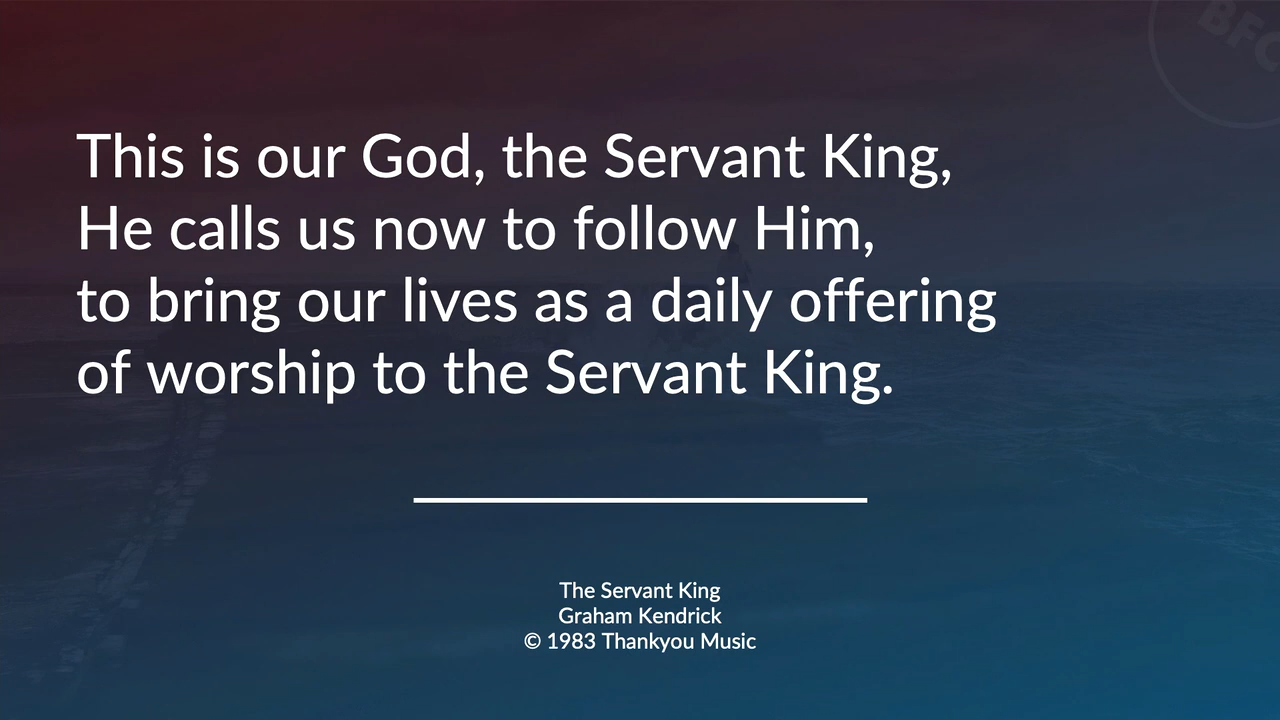 BFC
This is our God, the Servant King,
He calls us now to follow Him,
to bring our lives as a daily offering
of worship to the Servant King.
The Servant King
Graham Kendrick
© 1983 Thankyou Music